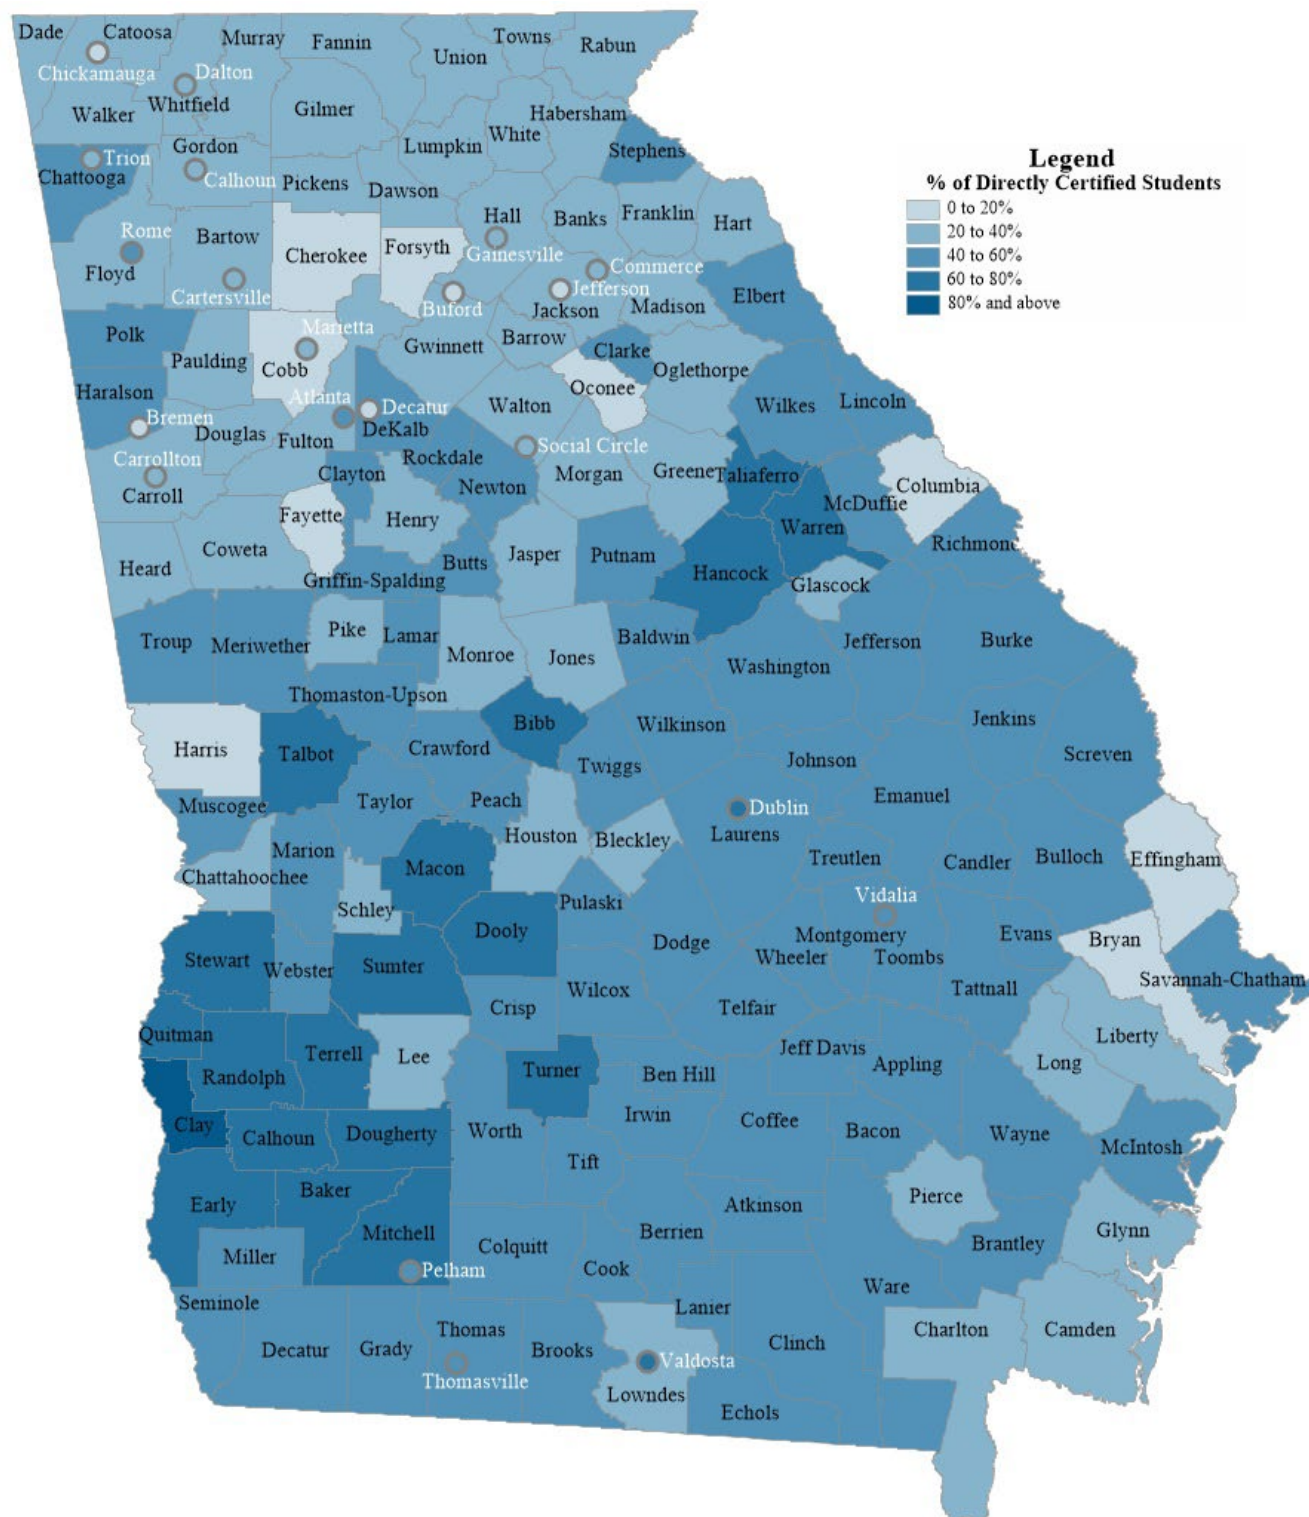 Dade
Catoosa
Murray
Fannin
Union
Towns
Rabun
Chickamauga
Dalton
Whitfield
Walker
Gilmer
Habersham
White
Lumpkin
Stephens
Trion
Gordon
Chattooga
Calhoun
Pickens
Dawson
Legend
% of Directly Certified Students
0 to 20%
20 to 40%
40 to 60%
60 to 80%
80% and above
Hall
Banks
Franklin
Hart
Rome
Bartow
Cherokee
Forsyth
Gainesville
Floyd
Commerce
Cartersville
Buford
Jefferson
Jackson
Madison
Elbert
Polk
Marietta
Paulding
Cobb
Gwinnett
Barrow
Clarke
Oglethorpe
Oconee
Haralson
Atlanta
Decatur
Walton
Wilkes
Lincoln
Bremen
Douglas
Fulton
DeKalb
Social Circle
Carrollton
Carroll
Clayton
Rockdale
Newton
Morgan
Greene
Taliaferro
McDuffie
Columbia
Fayette
Henry
Warren
Richmon
Coweta
Heard
Griffin-Spalding
Butts
Jasper
Putnam
Hancock
Glascock
Troup
Meriwether
Pike
Lamar
Monroe
Jones
Baldwin
Washington
Jefferson
Burke
Thomaston-Upson
Harris
Talbot
Bibb
Crawford
Wilkinson
Twiggs
Johnson
Jenkins
Screven
Muscogee
Taylor
Peach
Houston
Bleckley
Dublin
Laurens
Emanuel
Marion
Macon
Treutlen
Candler
Bulloch
Effingham
Chattahoochee
Schley
Pulaski
Vidalia
Dooly
Dodge
Montgomery
Wheeler
Toombs
Evans
Bryan
Stewart
Webster
Sumter
Wilcox
Tattnall
Savannah-Chatham
Crisp
Telfair
Quitman
Terrell
Lee
Jeff Davis
Appling
Long
Liberty
Randolph
Turner
Ben Hill
Clay
Calhoun
Dougherty
Worth
Irwin
Coffee
Bacon
Wayne
McIntosh
Tift
Early
Baker
Mitchell
Atkinson
Pierce
Miller
Colquitt
Berrien
Brantley
Glynn
Pelham
Cook
Ware
Seminole
Lanier
Decatur
Grady
Thomas
Brooks
Clinch
Charlton
Camden
Thomasville
Valdosta
Lowndes
Echols